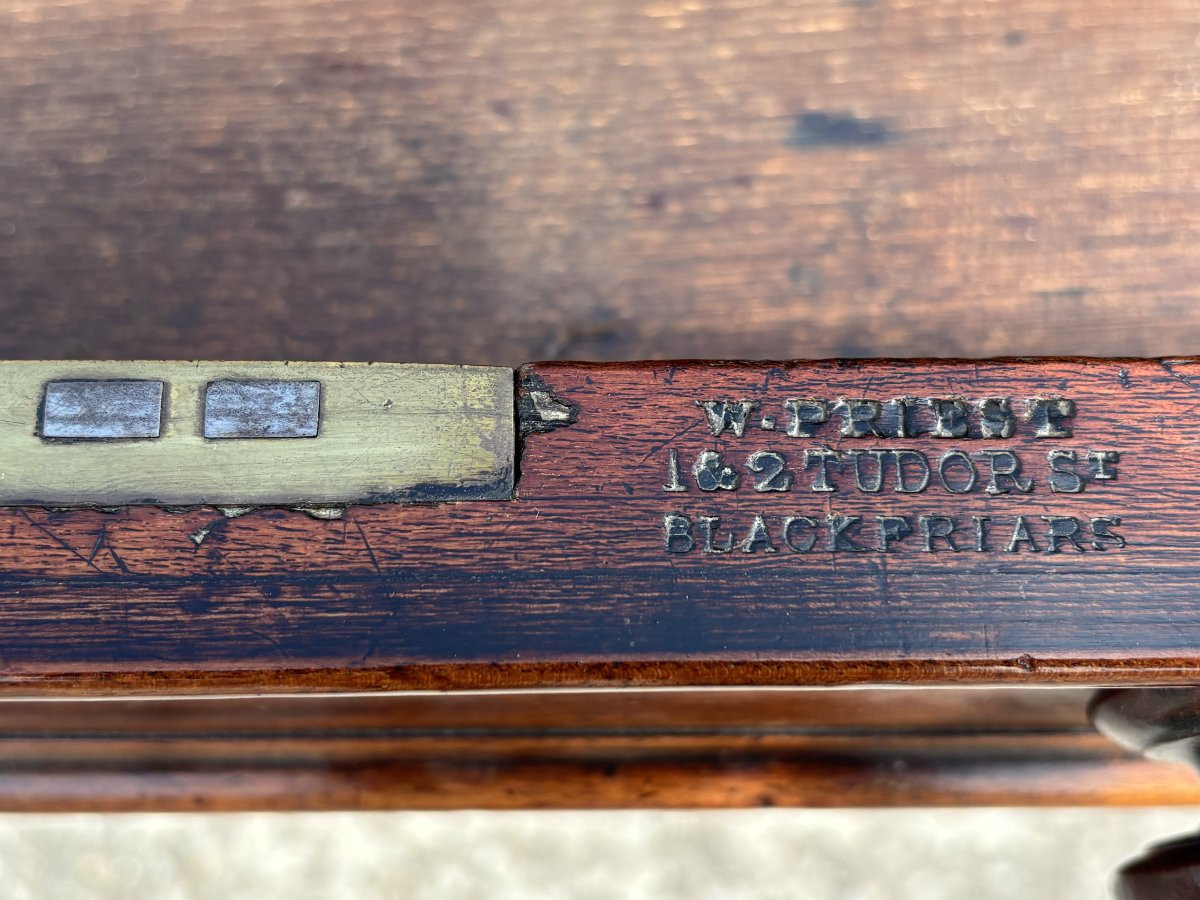 W. PRIEST
1 & 2 TUDOR ST
BLACKFRIARS